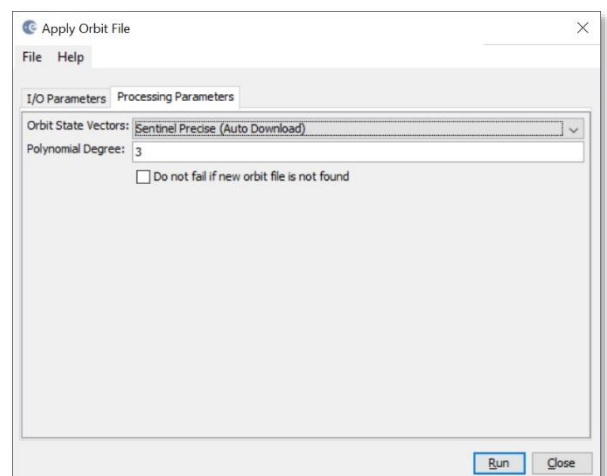 Apply Orbit File
File Help
I/O Parameters Processing Parameters
Orbit State Vectors: Sentinel Precise (Auto Download)
Polynomial Degree: 3
Do not fail if new orbit file is not found
Run Close